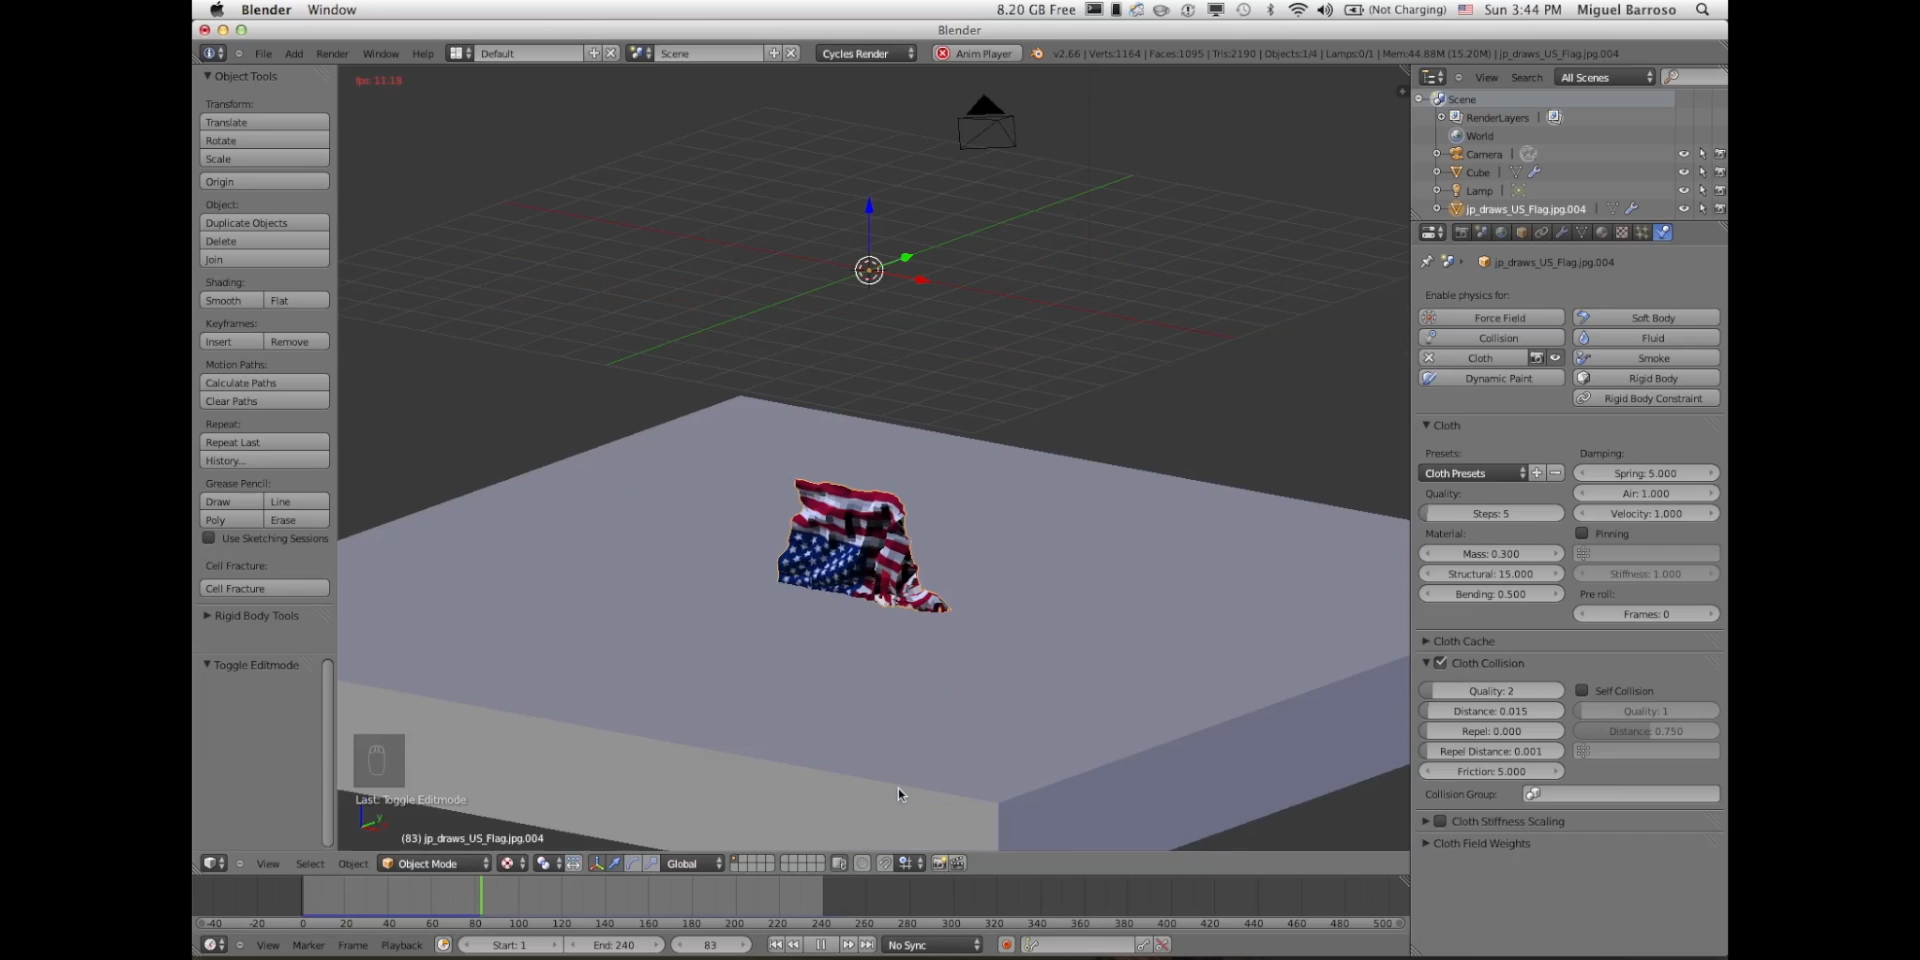 Blender Window 8.20 GB Free (Not Charging) Sun 3:44 PM Miguel Barroso
Blender
File Add Render Window Help Default Scene Cycles Render Anim Player v2.66 | Verts:1164 | Faces:1095 | Tris:2190 | Objects:1/4 | Lamps:0/1 | Mem:44.88M (15.20M) | jp_draws_US_Flag.jpg.004
Object Tools
Transform:
Translate
Rotate
Scale
Origin
Object:
Duplicate Objects
Delete
Join
Shading:
Smooth Flat
Keyframes:
Insert Remove
Motion Paths:
Calculate Paths
Clear Paths
Repeat:
Repeat Last
History...
Grease Pencil:
Draw Line
Poly Erase
Use Sketching Sessions
Cell Fracture:
Cell Fracture
Rigid Body Tools
Toggle Editmode
fps: 11.18
Last: Toggle Editmode
y
(83) jp_draws_US_Flag.jpg.004
View Select Object Object Mode Global
-40 -20 0 20 40 60 80 100 120 140 160 180 200 220 240 260 280 300 320 340 360 380 400 420 440 460 480 500
View Marker Frame Playback Start: 1 End: 240 83 No Sync
View Search All Scenes
Scene
RenderLayers |
World
Camera |
Cube |
Lamp |
jp_draws_US_Flag.jpg.004 |
jp_draws_US_Flag.jpg.004
Enable physics for:
Force Field Soft Body
Collision Fluid
Cloth Smoke
Dynamic Paint Rigid Body
Rigid Body Constraint
Cloth
Presets: Damping:
Cloth Presets Spring: 5.000
Quality: Air: 1.000
Steps: 5 Velocity: 1.000
Material: Pinning
Mass: 0.300
Structural: 15.000 Stiffness: 1.000
Bending: 0.500 Pre roll:
Frames: 0
Cloth Cache
Cloth Collision
Quality: 2 Self Collision
Distance: 0.015 Quality: 1
Repel: 0.000 Distance: 0.750
Repel Distance: 0.001
Friction: 5.000
Collision Group:
Cloth Stiffness Scaling
Cloth Field Weights